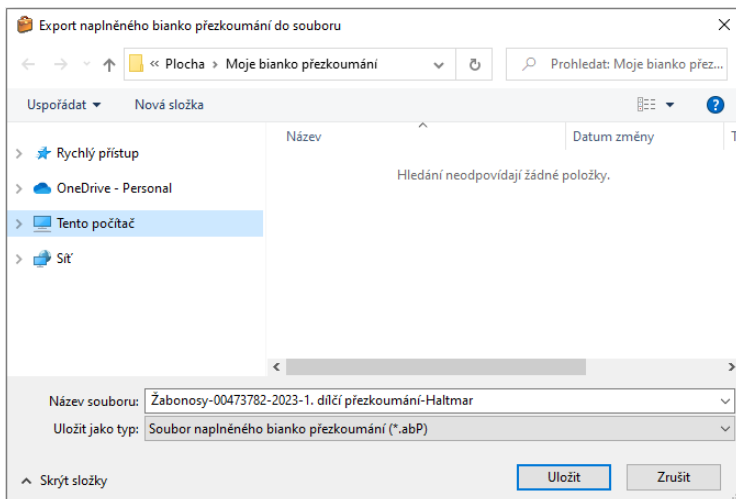 Export naplněného bianko přezkoumání do souboru
« Plocha › Moje bianko přezkoumání
Prohledat: Moje bianko přez...
Uspořádat
Nová složka
Název
Datum změny
T
Rychlý přístup
Hledání neodpovídají žádné položky.
OneDrive - Personal
Tento počítač
Síť
Název souboru: Žabonosy-00473782-2023-1. dílčí přezkoumání-Haltmar
Uložit jako typ: Soubor naplněného bianko přezkoumání (*.abP)
Skrýt složky
Uložit
Zrušit